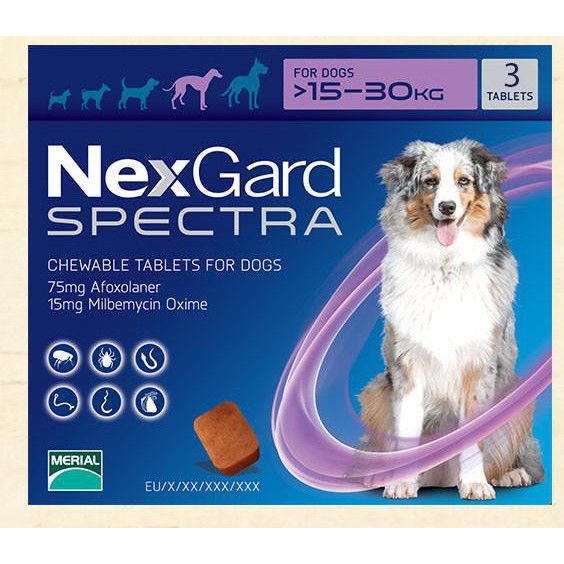 FOR DOGS
>15–30KG
3
TABLETS
NexGard
SPECTRA
CHEWABLE TABLETS FOR DOGS
75mg Afoxolaner
15mg Milbemycin Oxime
MERIAL
EU/X/XX/XXX/XXX